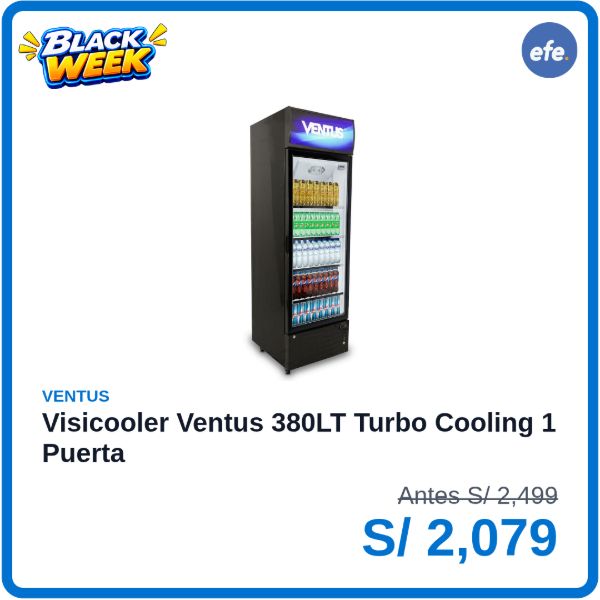 BLACK
WEEK
efe.
VENTUS
VENTUS
Visicooler Ventus 380LT Turbo Cooling 1
Puerta
Antes S/ 2,499
S/ 2,079